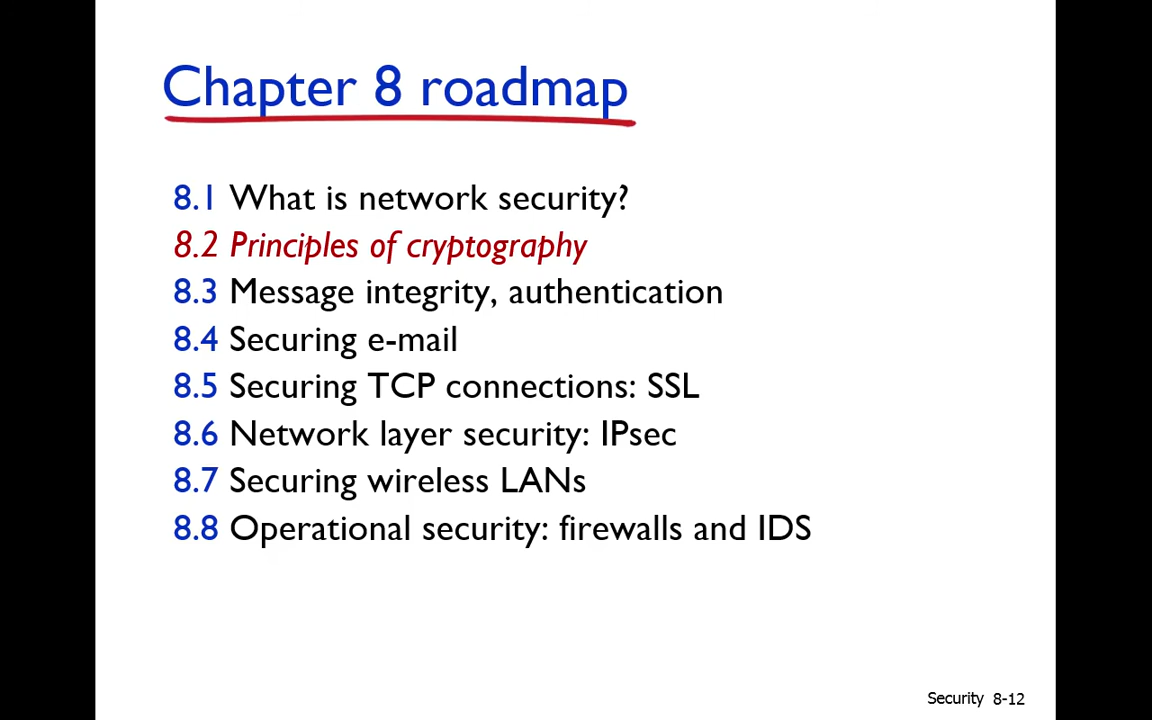 Chapter 8 roadmap
8.1 What is network security?
8.2 Principles of cryptography
8.3 Message integrity, authentication
8.4 Securing e-mail
8.5 Securing TCP connections: SSL
8.6 Network layer security: IPsec
8.7 Securing wireless LANs
8.8 Operational security: firewalls and IDS
Security 8-12